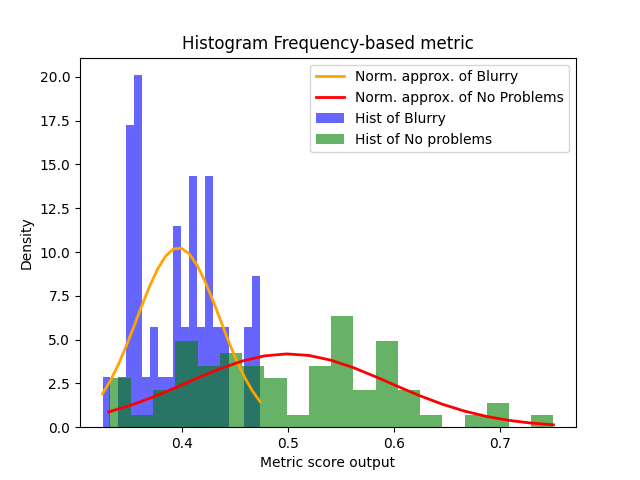 Histogram Frequency-based metric
Norm. approx. of Blurry
Norm. approx. of No Problems
Hist of Blurry
Hist of No problems
Density
20.0
17.5
15.0
12.5
10.0
7.5
5.0
2.5
0.0
0.4 0.5 0.6 0.7
Metric score output